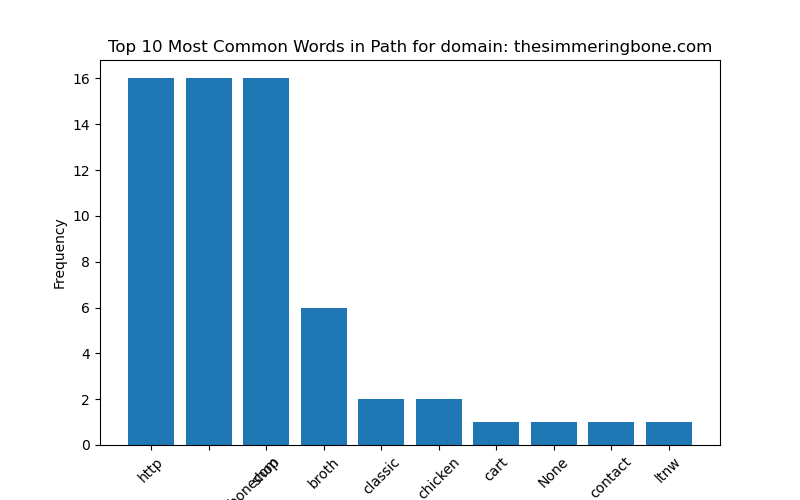 Top 10 Most Common Words in Path for domain: thesimmeringbone.com
Frequency
16
14
12
10
8
6
4
2
0
http
shop
broth
classic
chicken
cart
None
contact
ltnw